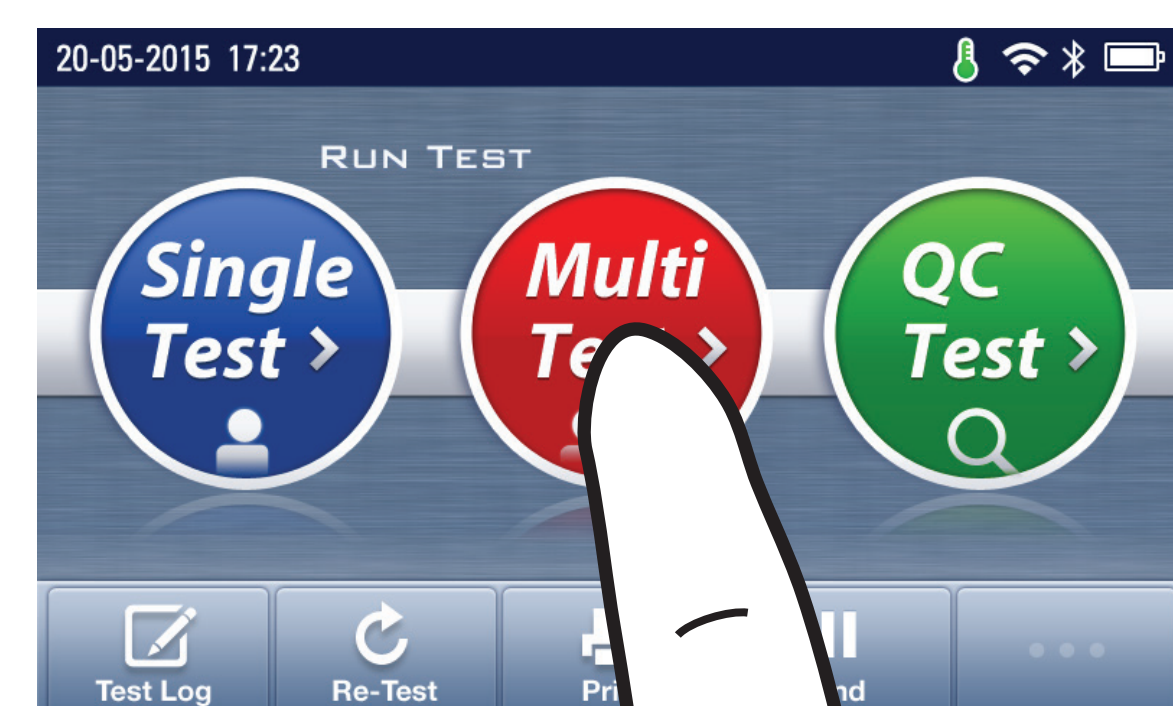 20-05-2015 17:23
RUN TEST
Single
Test
Multi
QC
Test
Test Log
Re-Test